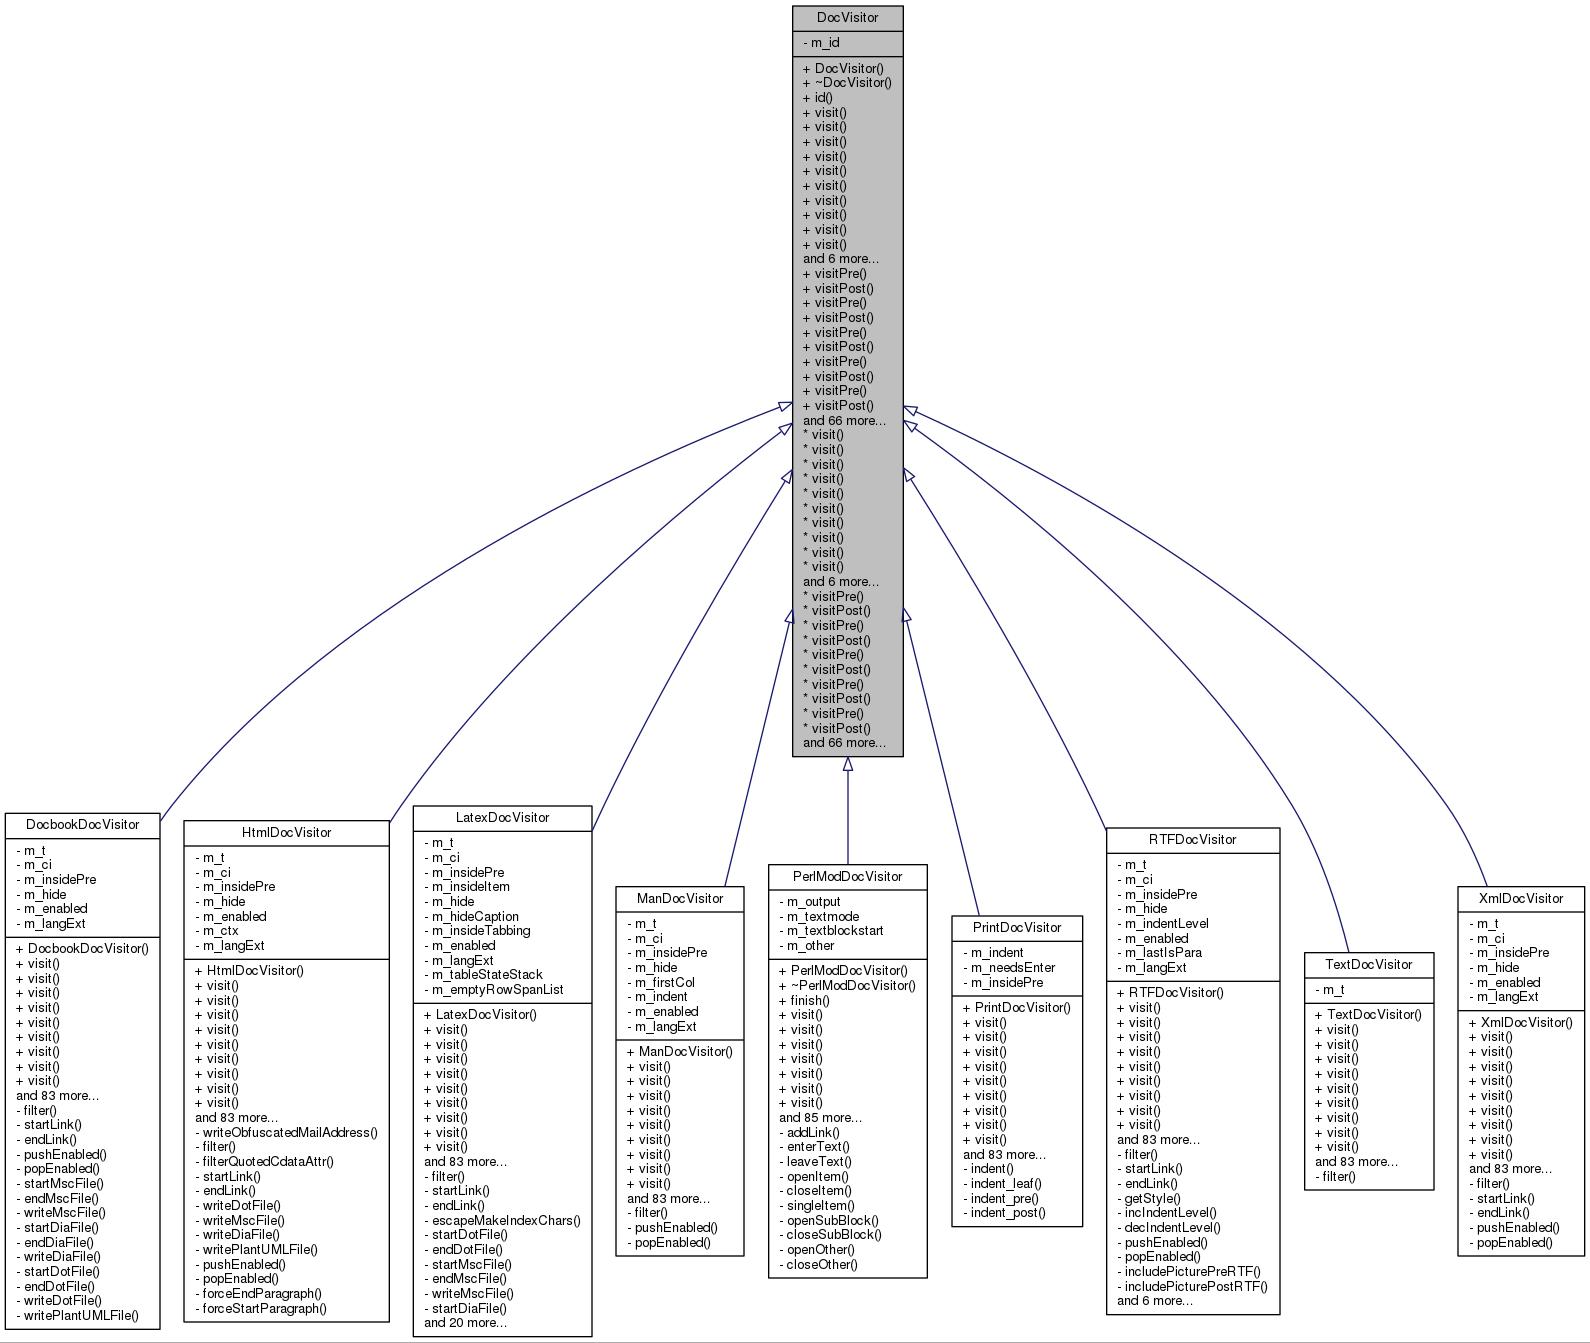 DocVisitor
- m_id
+ DocVisitor()
+ ~DocVisitor()
+ id()
+ visit()
+ visit()
+ visit()
+ visit()
+ visit()
+ visit()
+ visit()
+ visit()
+ visit()
+ visit()
and 6 more...
+ visitPre()
+ visitPost()
+ visitPre()
+ visitPost()
+ visitPre()
+ visitPost()
+ visitPre()
+ visitPost()
+ visitPre()
+ visitPost()
and 66 more...
* visit()
* visit()
* visit()
* visit()
* visit()
* visit()
* visit()
* visit()
* visit()
* visit()
and 6 more...
* visitPre()
* visitPost()
* visitPre()
* visitPost()
* visitPre()
* visitPost()
* visitPre()
* visitPost()
* visitPre()
* visitPost()
and 66 more...
DocbookDocVisitor
- m_t
- m_ci
- m_insidePre
- m_hide
- m_enabled
- m_langExt
+ DocbookDocVisitor()
+ visit()
+ visit()
+ visit()
+ visit()
+ visit()
+ visit()
+ visit()
+ visit()
+ visit()
and 83 more...
- filter()
- startLink()
- endLink()
- pushEnabled()
- popEnabled()
- startMscFile()
- endMscFile()
- writeMscFile()
- startDiaFile()
- endDiaFile()
- writeDiaFile()
- startDotFile()
- endDotFile()
- writeDotFile()
- writePlantUMLFile()
HtmlDocVisitor
- m_t
- m_ci
- m_insidePre
- m_hide
- m_enabled
- m_ctx
- m_langExt
+ HtmlDocVisitor()
+ visit()
+ visit()
+ visit()
+ visit()
+ visit()
+ visit()
+ visit()
+ visit()
+ visit()
and 83 more...
- writeObfuscatedMailAddress()
- filter()
- filterQuotedCdataAttr()
- startLink()
- endLink()
- writeDotFile()
- writeMscFile()
- writeDiaFile()
- writePlantUMLFile()
- pushEnabled()
- popEnabled()
- forceEndParagraph()
- forceStartParagraph()
LatexDocVisitor
- m_t
- m_ci
- m_insidePre
- m_insideItem
- m_hide
- m_hideCaption
- m_insideTabbing
- m_enabled
- m_langExt
- m_tableStateStack
- m_emptyRowSpanList
+ LatexDocVisitor()
+ visit()
+ visit()
+ visit()
+ visit()
+ visit()
+ visit()
+ visit()
+ visit()
+ visit()
and 83 more...
- filter()
- startLink()
- endLink()
- escapeMakeIndexChars()
- startDotFile()
- endDotFile()
- startMscFile()
- endMscFile()
- writeMscFile()
- startDiaFile()
and 20 more...
ManDocVisitor
- m_t
- m_ci
- m_insidePre
- m_hide
- m_firstCol
- m_indent
- m_enabled
- m_langExt
+ ManDocVisitor()
+ visit()
+ visit()
+ visit()
+ visit()
+ visit()
+ visit()
+ visit()
+ visit()
+ visit()
and 83 more...
- filter()
- pushEnabled()
- popEnabled()
PerlModDocVisitor
- m_output
- m_textmode
- m_textblockstart
- m_other
+ PerlModDocVisitor()
+ ~PerlModDocVisitor()
+ finish()
+ visit()
+ visit()
+ visit()
+ visit()
+ visit()
+ visit()
+ visit()
and 85 more...
- addLink()
- enterText()
- leaveText()
- openItem()
- closeItem()
- singleItem()
- openSubBlock()
- closeSubBlock()
- openOther()
- closeOther()
PrintDocVisitor
- m_indent
- m_needsEnter
- m_insidePre
+ PrintDocVisitor()
+ visit()
+ visit()
+ visit()
+ visit()
+ visit()
+ visit()
+ visit()
+ visit()
+ visit()
and 83 more...
- indent()
- indent_leaf()
- indent_pre()
- indent_post()
RTFDocVisitor
- m_t
- m_ci
- m_insidePre
- m_hide
- m_indentLevel
- m_enabled
- m_lastIsPara
- m_langExt
+ RTFDocVisitor()
+ visit()
+ visit()
+ visit()
+ visit()
+ visit()
+ visit()
+ visit()
+ visit()
+ visit()
and 83 more...
- filter()
- startLink()
- endLink()
- getStyle()
- incIndentLevel()
- decIndentLevel()
- pushEnabled()
- popEnabled()
- includePicturePreRTF()
- includePicturePostRTF()
and 6 more...
TextDocVisitor
- m_t
+ TextDocVisitor()
+ visit()
+ visit()
+ visit()
+ visit()
+ visit()
+ visit()
+ visit()
+ visit()
+ visit()
and 83 more...
- filter()
XmlDocVisitor
- m_t
- m_ci
- m_insidePre
- m_hide
- m_enabled
- m_langExt
+ XmlDocVisitor()
+ visit()
+ visit()
+ visit()
+ visit()
+ visit()
+ visit()
+ visit()
+ visit()
+ visit()
and 83 more...
- filter()
- startLink()
- endLink()
- pushEnabled()
- popEnabled()